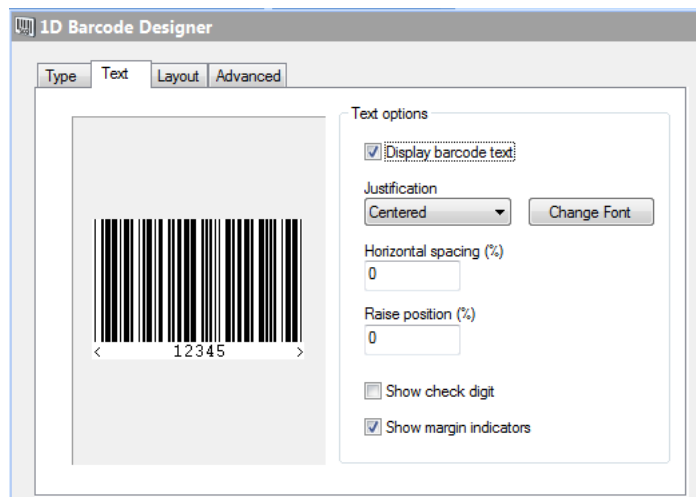 1D Barcode Designer
Type Text Layout Advanced
Text options
Display barcode text
Justification
Centered Change Font
Horizontal spacing (%)
0
Raise position (%)
0
Show check digit
Show margin indicators
< 12345 >